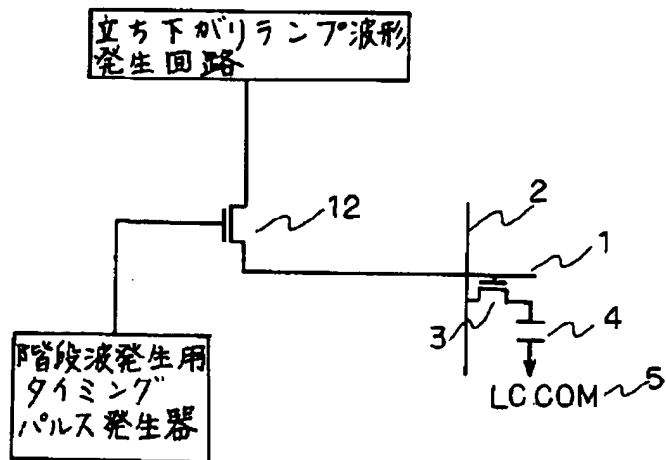 立ち下がりランプ波形
発生回路
12
2
1
3
4
LC.COM 5
階段波発生用
タイミング
パルス発生器